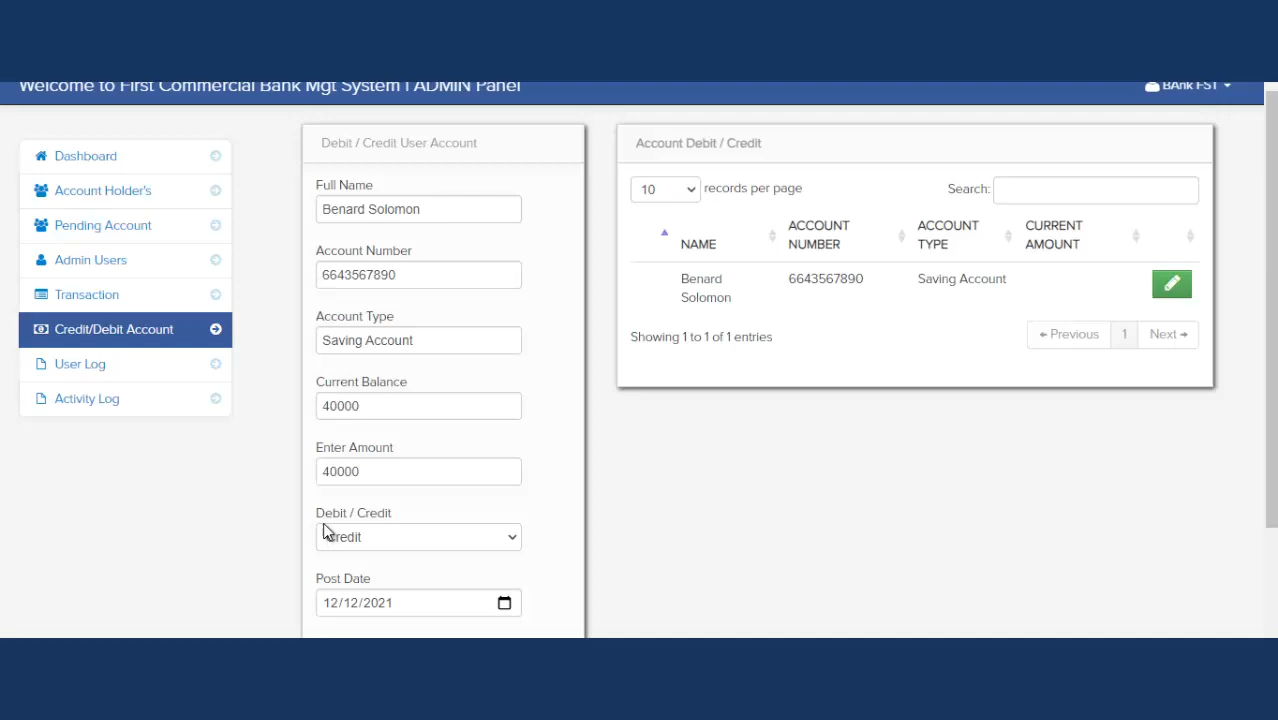 Welcome to First Commercial Bank Mgt System | ADMIN Panel
BAnk FST
Dashboard
Account Holder's
Pending Account
Admin Users
Transaction
Credit/Debit Account
User Log
Activity Log
Debit / Credit User Account
Full Name
Benard Solomon
Account Number
6643567890
Account Type
Saving Account
Current Balance
40000
Enter Amount
40000
Debit / Credit
Credit
Post Date
12/12/2021
Account Debit / Credit
10 records per page
Search:
NAME
ACCOUNT
NUMBER
ACCOUNT
TYPE
CURRENT
AMOUNT
Benard
Solomon
6643567890
Saving Account
Showing 1 to 1 of 1 entries
← Previous 1 Next →